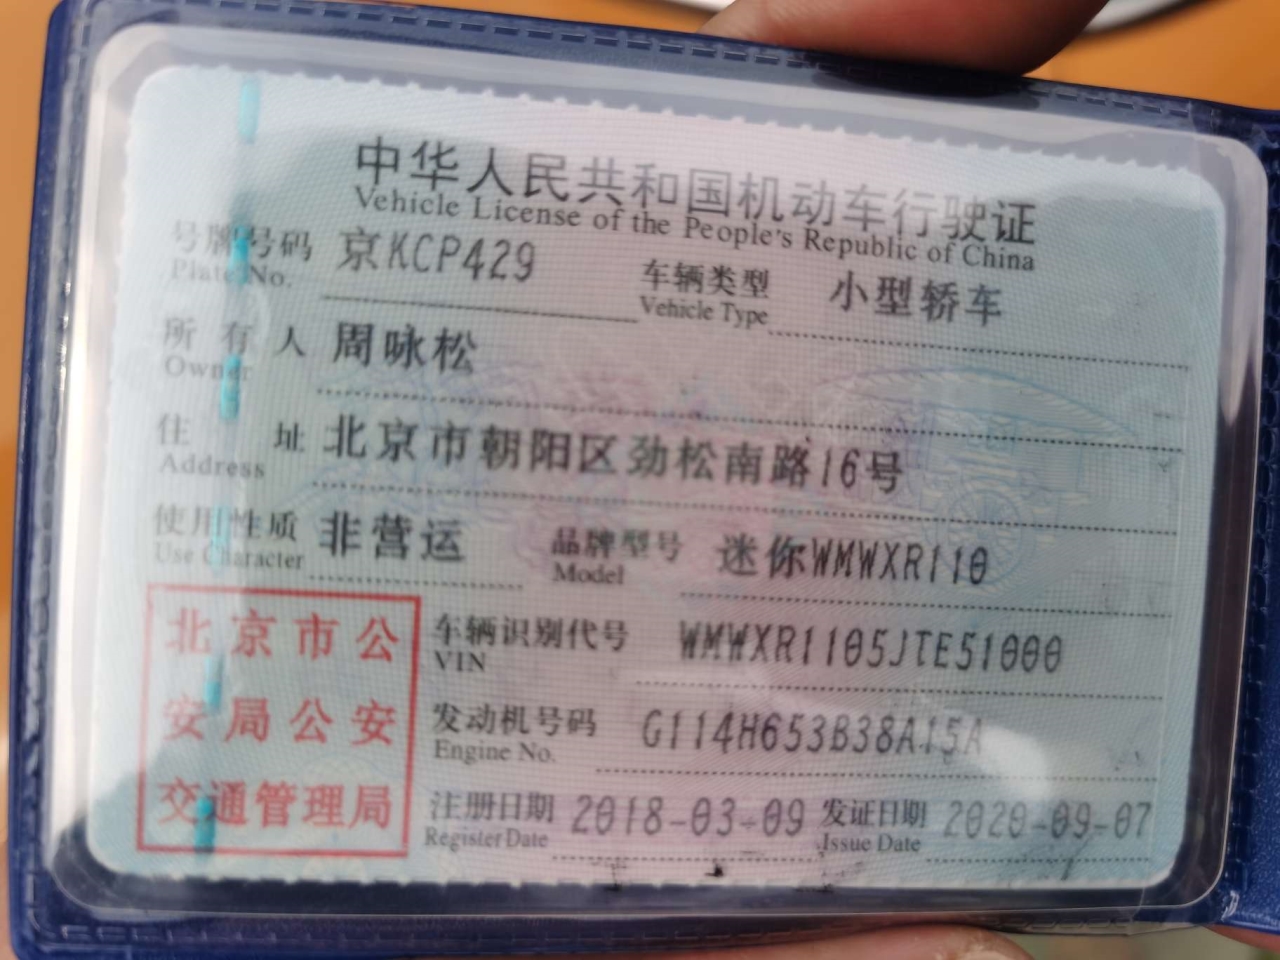 中华人民共和国机动车行驶证
Vehicle License of the People's Republic of China
号牌号码 京KCP429 车辆类型 小型轿车
Plate No. Vehicle Type
所有人 周咏松
Owner
住址 北京市朝阳区劲松南路16号
Address
使用性质 非营运 品牌型号 迷你WMWXR110
Use Character Model
北京市公
安局公安
交通管理局
车辆识别代号 WMWXR1105JTE51000
VIN
发动机号码 G114H653B38A15A
Engine No.
注册日期 2018-03-09 发证日期 2020-09-07
Register Date Issue Date